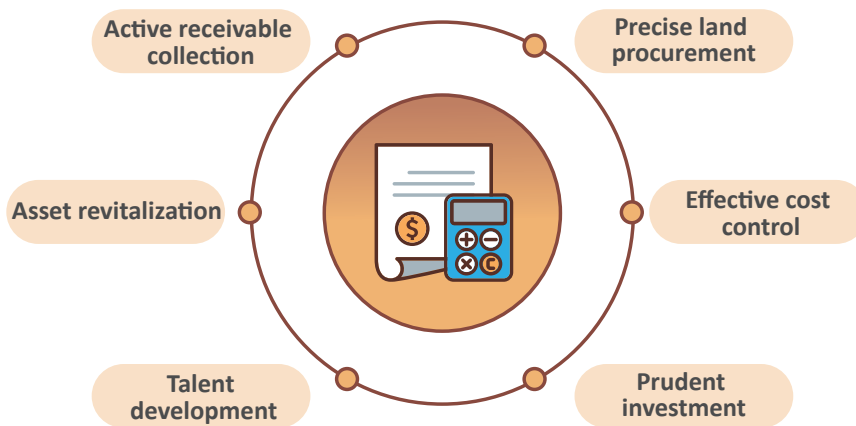 Active receivable
collection
Precise land
procurement
Asset revitalization
$
Effective cost
control
Talent
development
Prudent
investment